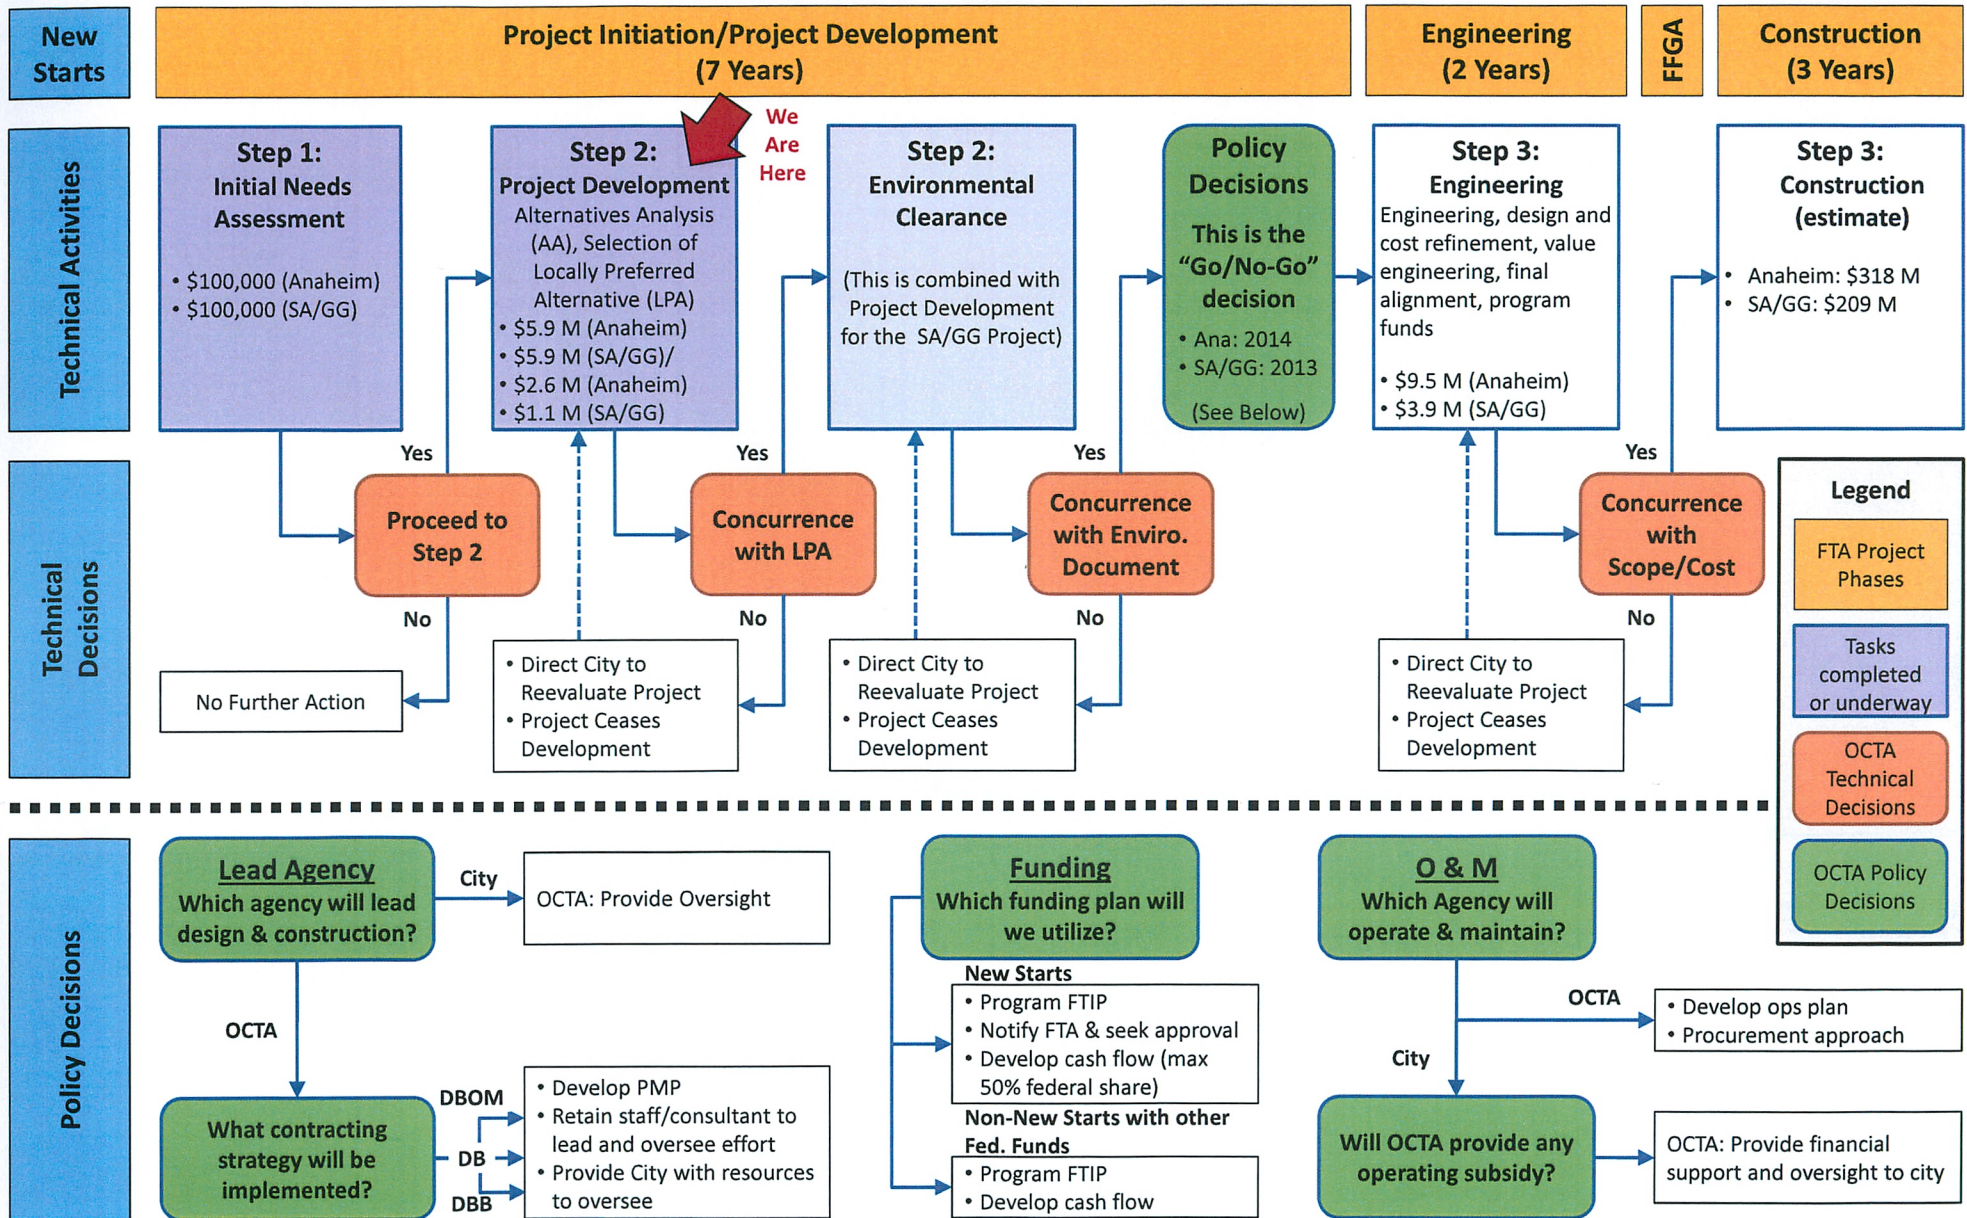 New
Starts
Project Initiation/Project Development
(7 Years)
Engineering
(2 Years)
FFGA
Construction
(3 Years)
We
Are
Here
Technical Activities
Step 1:
Initial Needs
Assessment
• $100,000 (Anaheim)
• $100,000 (SA/GG)
Step 2:
Project Development
Alternatives Analysis
(AA), Selection of
Locally Preferred
Alternative (LPA)
• $5.9 M (Anaheim)
• $5.9 M (SA/GG)/
• $2.6 M (Anaheim)
• $1.1 M (SA/GG)
Step 2:
Environmental
Clearance
(This is combined with
Project Development
for the SA/GG Project)
Policy
Decisions
This is the
“Go/No-Go”
decision
• Ana: 2014
• SA/GG: 2013
(See Below)
Step 3:
Engineering
Engineering, design and
cost refinement, value
engineering, final
alignment, program
funds
• $9.5 M (Anaheim)
• $3.9 M (SA/GG)
Step 3:
Construction
(estimate)
• Anaheim: $318 M
• SA/GG: $209 M
Technical
Decisions
Yes
Proceed to
Step 2
No
No Further Action
Yes
Concurrence
with LPA
No
• Direct City to
Reevaluate Project
• Project Ceases
Development
Yes
Concurrence
with Enviro.
Document
No
• Direct City to
Reevaluate Project
• Project Ceases
Development
Yes
Concurrence
with
Scope/Cost
No
• Direct City to
Reevaluate Project
• Project Ceases
Development
Legend
FTA Project
Phases
Tasks
completed
or underway
OCTA
Technical
Decisions
OCTA Policy
Decisions
Policy Decisions
Lead Agency
Which agency will lead
design & construction?
City
OCTA: Provide Oversight
OCTA
What contracting
strategy will be
implemented?
DBOM
DB
DBB
• Develop PMP
• Retain staff/consultant to
lead and oversee effort
• Provide City with resources
to oversee
Funding
Which funding plan will
we utilize?
New Starts
• Program FTIP
• Notify FTA & seek approval
• Develop cash flow (max
50% federal share)
Non-New Starts with other
Fed. Funds
• Program FTIP
• Develop cash flow
O & M
Which Agency will
operate & maintain?
OCTA
• Develop ops plan
• Procurement approach
City
Will OCTA provide any
operating subsidy?
OCTA: Provide financial
support and oversight to city